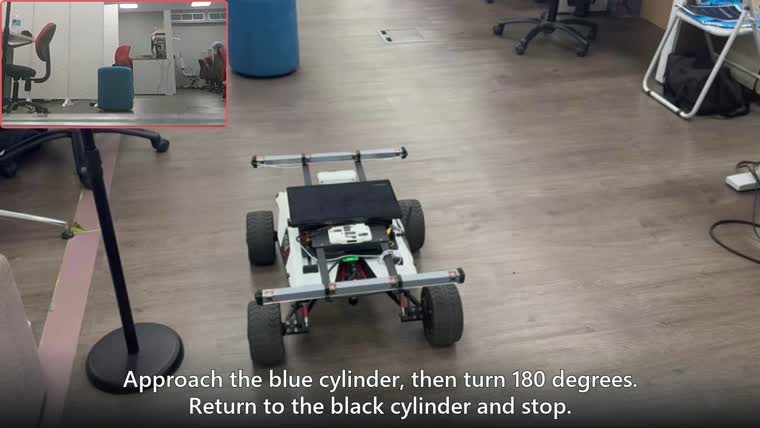 Approach the blue cylinder, then turn 180 degrees.
Return to the black cylinder and stop.